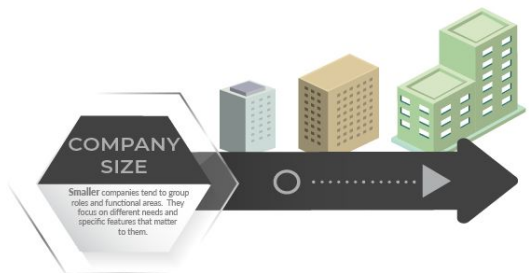 COMPANY
SIZE
Smaller companies tend to group
roles and functional areas. They
focus on different needs and
specific features that matter
to them.